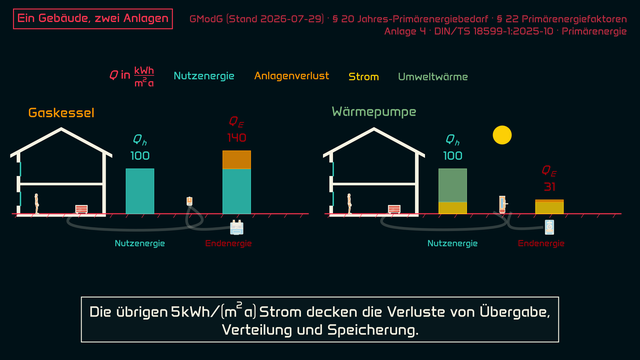 Ein Gebäude, zwei Anlagen
GModG (Stand 2026-07-29) · § 20 Jahres-Primärenergiebedarf · § 22 Primärenergiefaktoren
Anlage 4 · DIN/TS 18599-1:2025-10 · Primärenergie
Q in kWh/m²a Nutzenergie Anlagenverlust Strom Umweltwärme
Gaskessel
Wärmepumpe
Qh
100
QE
140
Qh
100
QE
31
Nutzenergie
Endenergie
Nutzenergie
Endenergie
Die übrigen 5 kWh/(m²a) Strom decken die Verluste von Übergabe,
Verteilung und Speicherung.